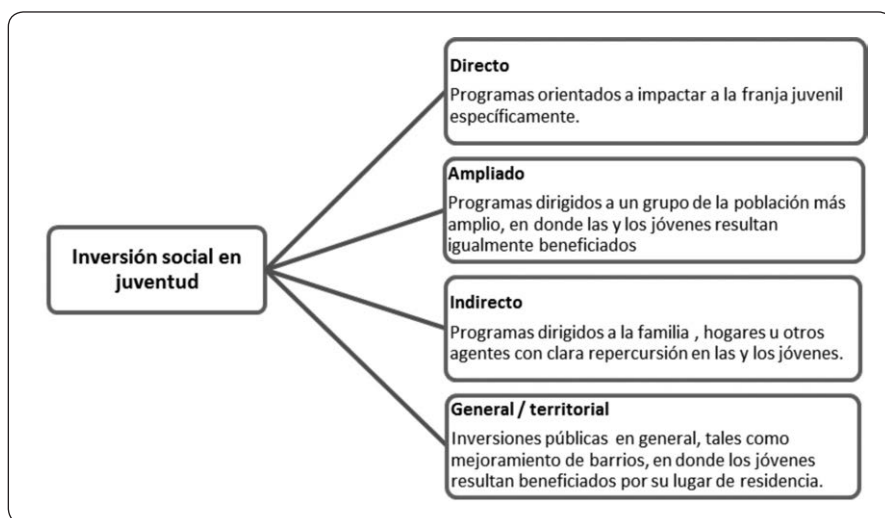 Directo
Programas orientados a impactar a la franja juvenil
específicamente.
Ampliado
Programas dirigidos a un grupo de la población más
amplio, en donde las y los jóvenes resultan
igualmente beneficiados
Inversión social en
juventud
Indirecto
Programas dirigidos a la familia , hogares u otros
agentes con clara repercursión en las y los jóvenes.
General / territorial
Inversiones públicas en general, tales como
mejoramiento de barrios, en donde los jóvenes
resultan beneficiados por su lugar de residencia.